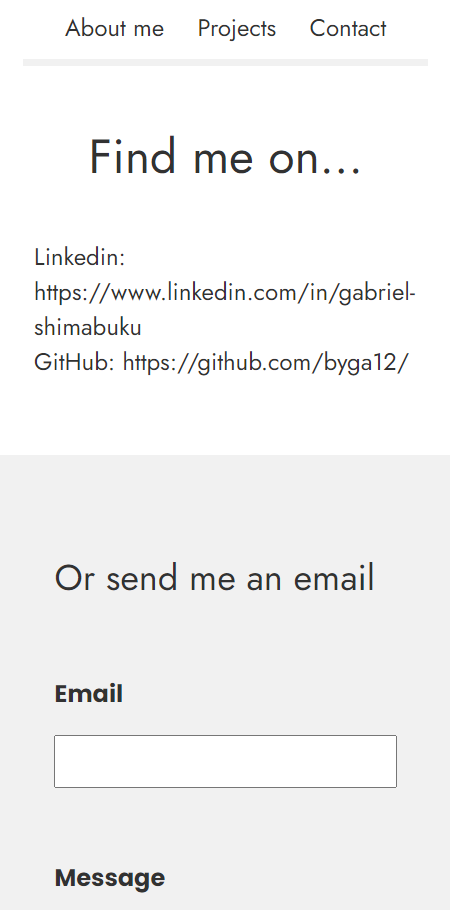 About me Projects Contact
Find me on...
Linkedin:
https://www.linkedin.com/in/gabriel-
shimabuku
GitHub: https://github.com/byga12/
Or send me an email
Email
Message